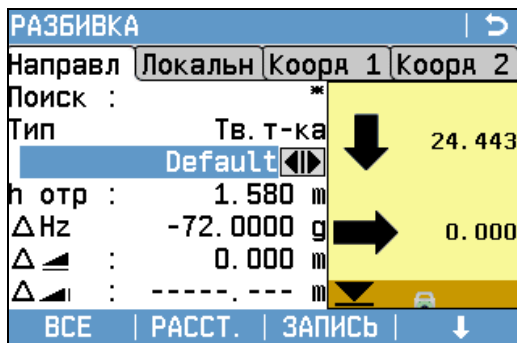 РАЗБИВКА
Направл Локальн Коорд 1 Коорд 2
Поиск : *
Тип Тв.т-ка
Default
24.443
h отр : 1.580 m
ΔHz -72.0000 g
0.000
Δ : 0.000 m
Δ : -----.--- m
ВСЕ | РАССТ. | ЗАПИСЬ |